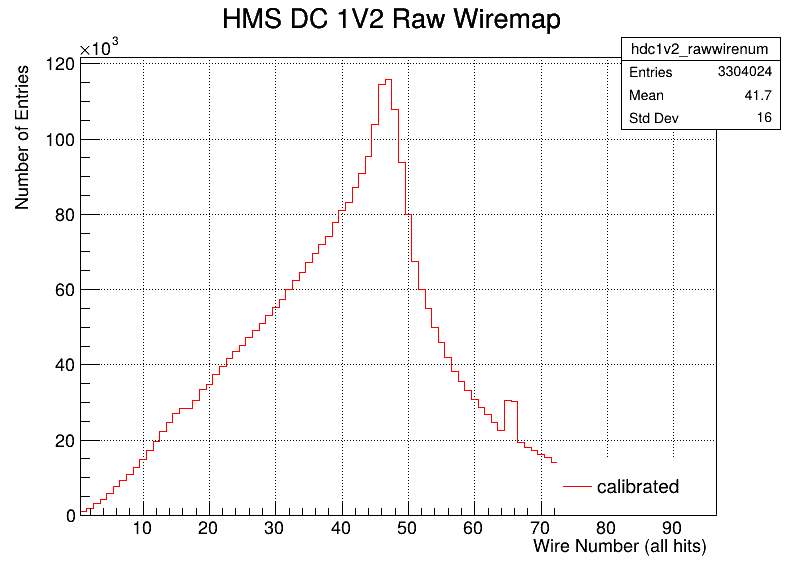 HMS DC 1V2 Raw Wiremap
×10³
hdc1v2_rawwirenum
Entries 3304024
Mean 41.7
Std Dev 16
Number of Entries
120
100
80
60
40
20
0
calibrated
10 20 30 40 50 60 70 80 90
Wire Number (all hits)